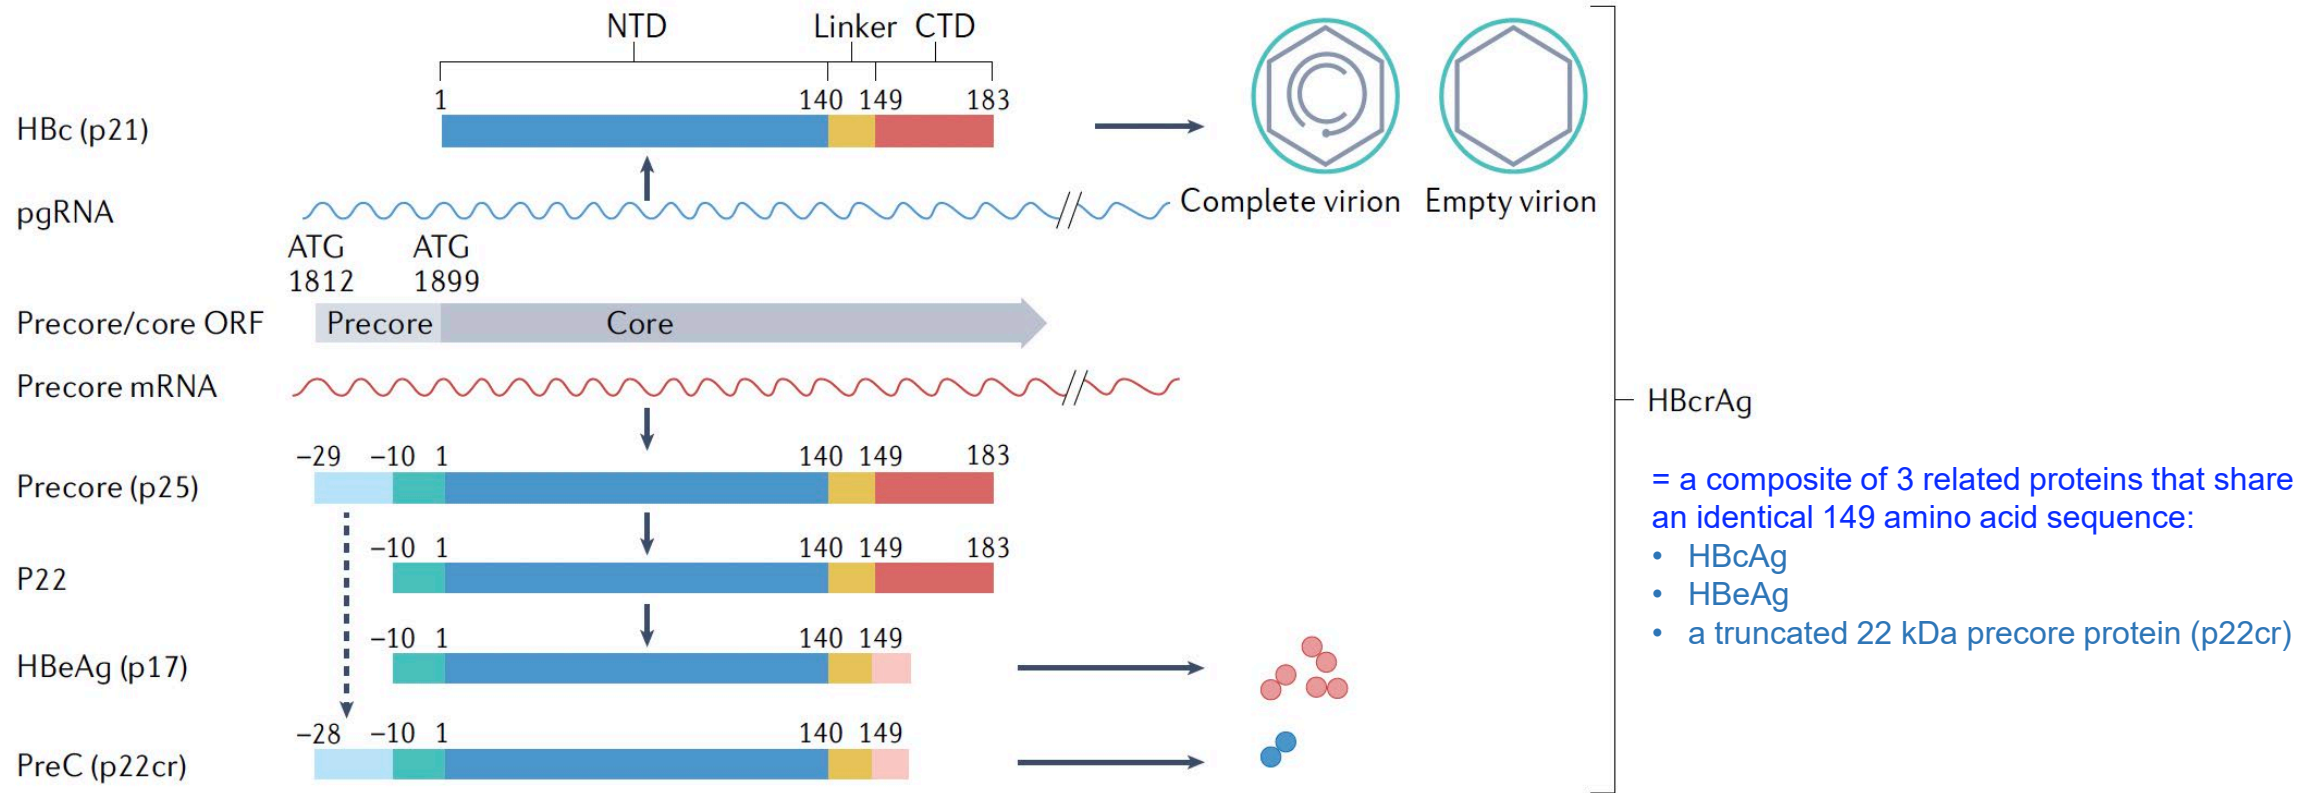 NTD Linker CTD
1 140 149 183
HBc (p21)
pgRNA
Complete virion Empty virion
ATG ATG
1812 1899
Precore/core ORF Precore Core
Precore mRNA
HBcrAg
–29 –10 1 140 149 183
Precore (p25)
–10 1 140 149 183
P22
–10 1 140 149
HBeAg (p17)
–28 –10 1 140 149
PreC (p22cr)
= a composite of 3 related proteins that share
an identical 149 amino acid sequence:
• HBcAg
• HBeAg
• a truncated 22 kDa precore protein (p22cr)